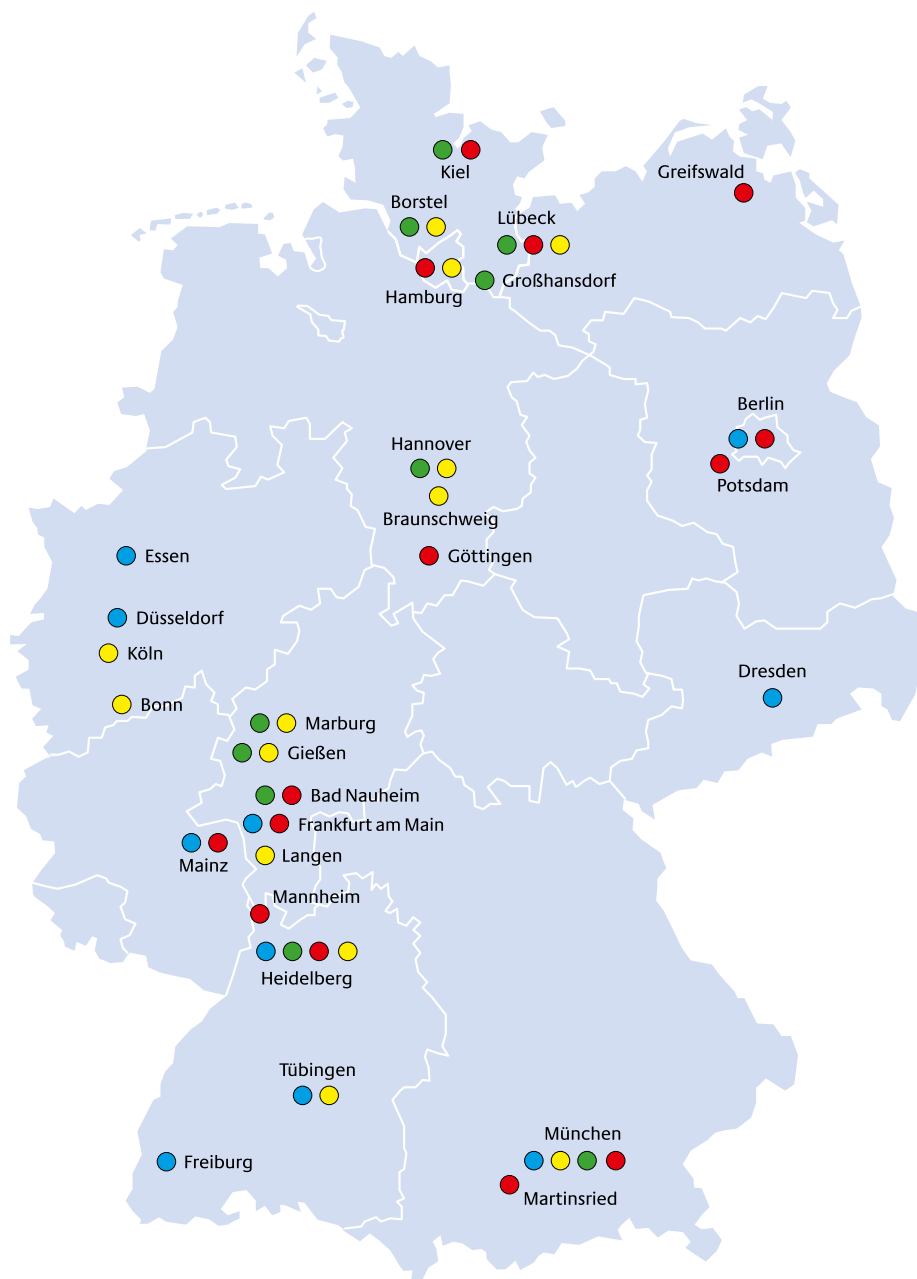 Kiel
Greifswald
Borstel
Lübeck
Großhansdorf
Hamburg
Berlin
Hannover
Potsdam
Braunschweig
Essen
Göttingen
Düsseldorf
Köln
Dresden
Bonn
Marburg
Gießen
Bad Nauheim
Frankfurt am Main
Langen
Mainz
Mannheim
Heidelberg
Tübingen
München
Freiburg
Martinsried